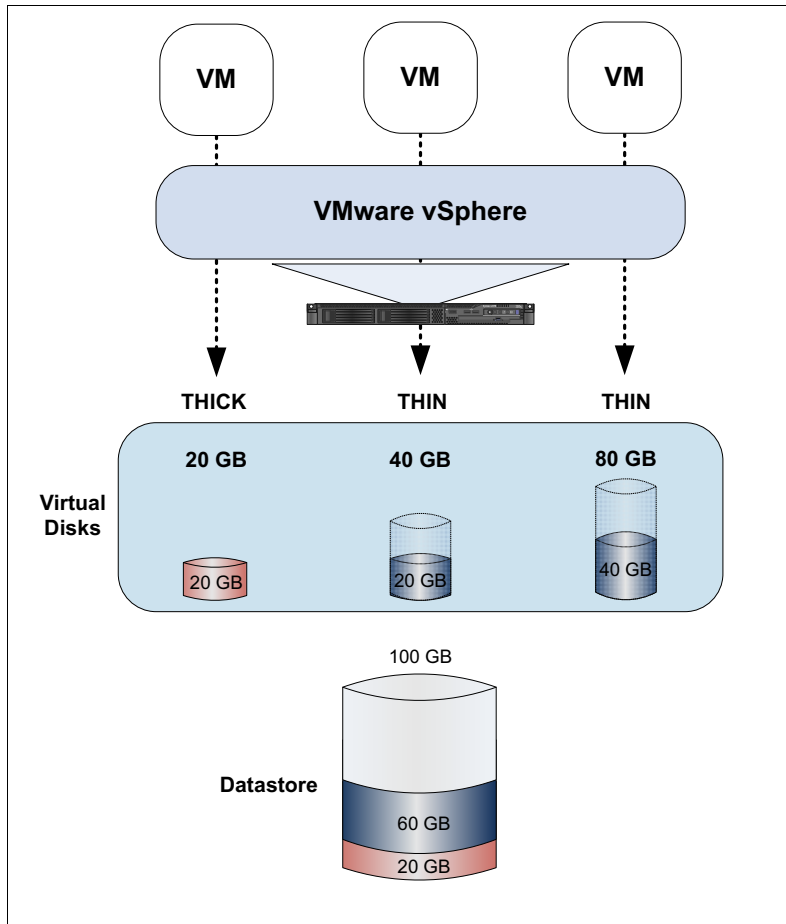 VM VM VM
VMware vSphere
THICK THIN THIN
20 GB 40 GB 80 GB
Virtual
Disks
20 GB 20 GB 40 GB
100 GB
Datastore
60 GB
20 GB